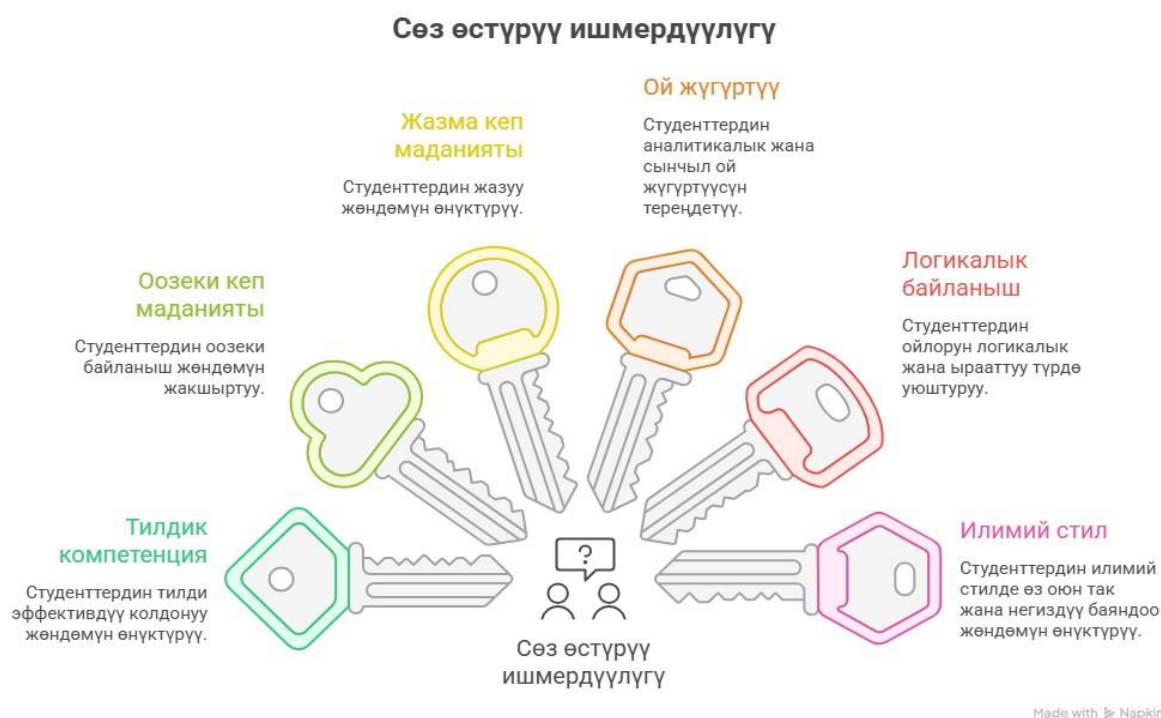 Сөз өстүрүү ишмердүүлүгү
Ой жүгүртүү
Студенттердин
аналитикалык жана
сынчыл ой
жүгүртүүсүн
тереңдетүү.
Жазма кеп
маданияты
Студенттердин жазуу
жөндөмүн өнүктүрүү.
Оозеки кеп
маданияты
Студенттердин оозеки
байланыш жөндөмүн
жакшыртуу.
Логикалык
байланыш
Студенттердин
ойлорун логикалык
жана ырааттуу түрдө
уюштуруу.
Тилдик
компетенция
Студенттердин тилди
эффективдүү колдонуу
жөндөмүн өнүктүрүү.
Илимий стил
Студенттердин илимий
стилде өз оюн так
жана негиздүү баяндоо
жөндөмүн өнүктүрүү.
?
Сөз өстүрүү
ишмердүүлүгү
Made with Napkin